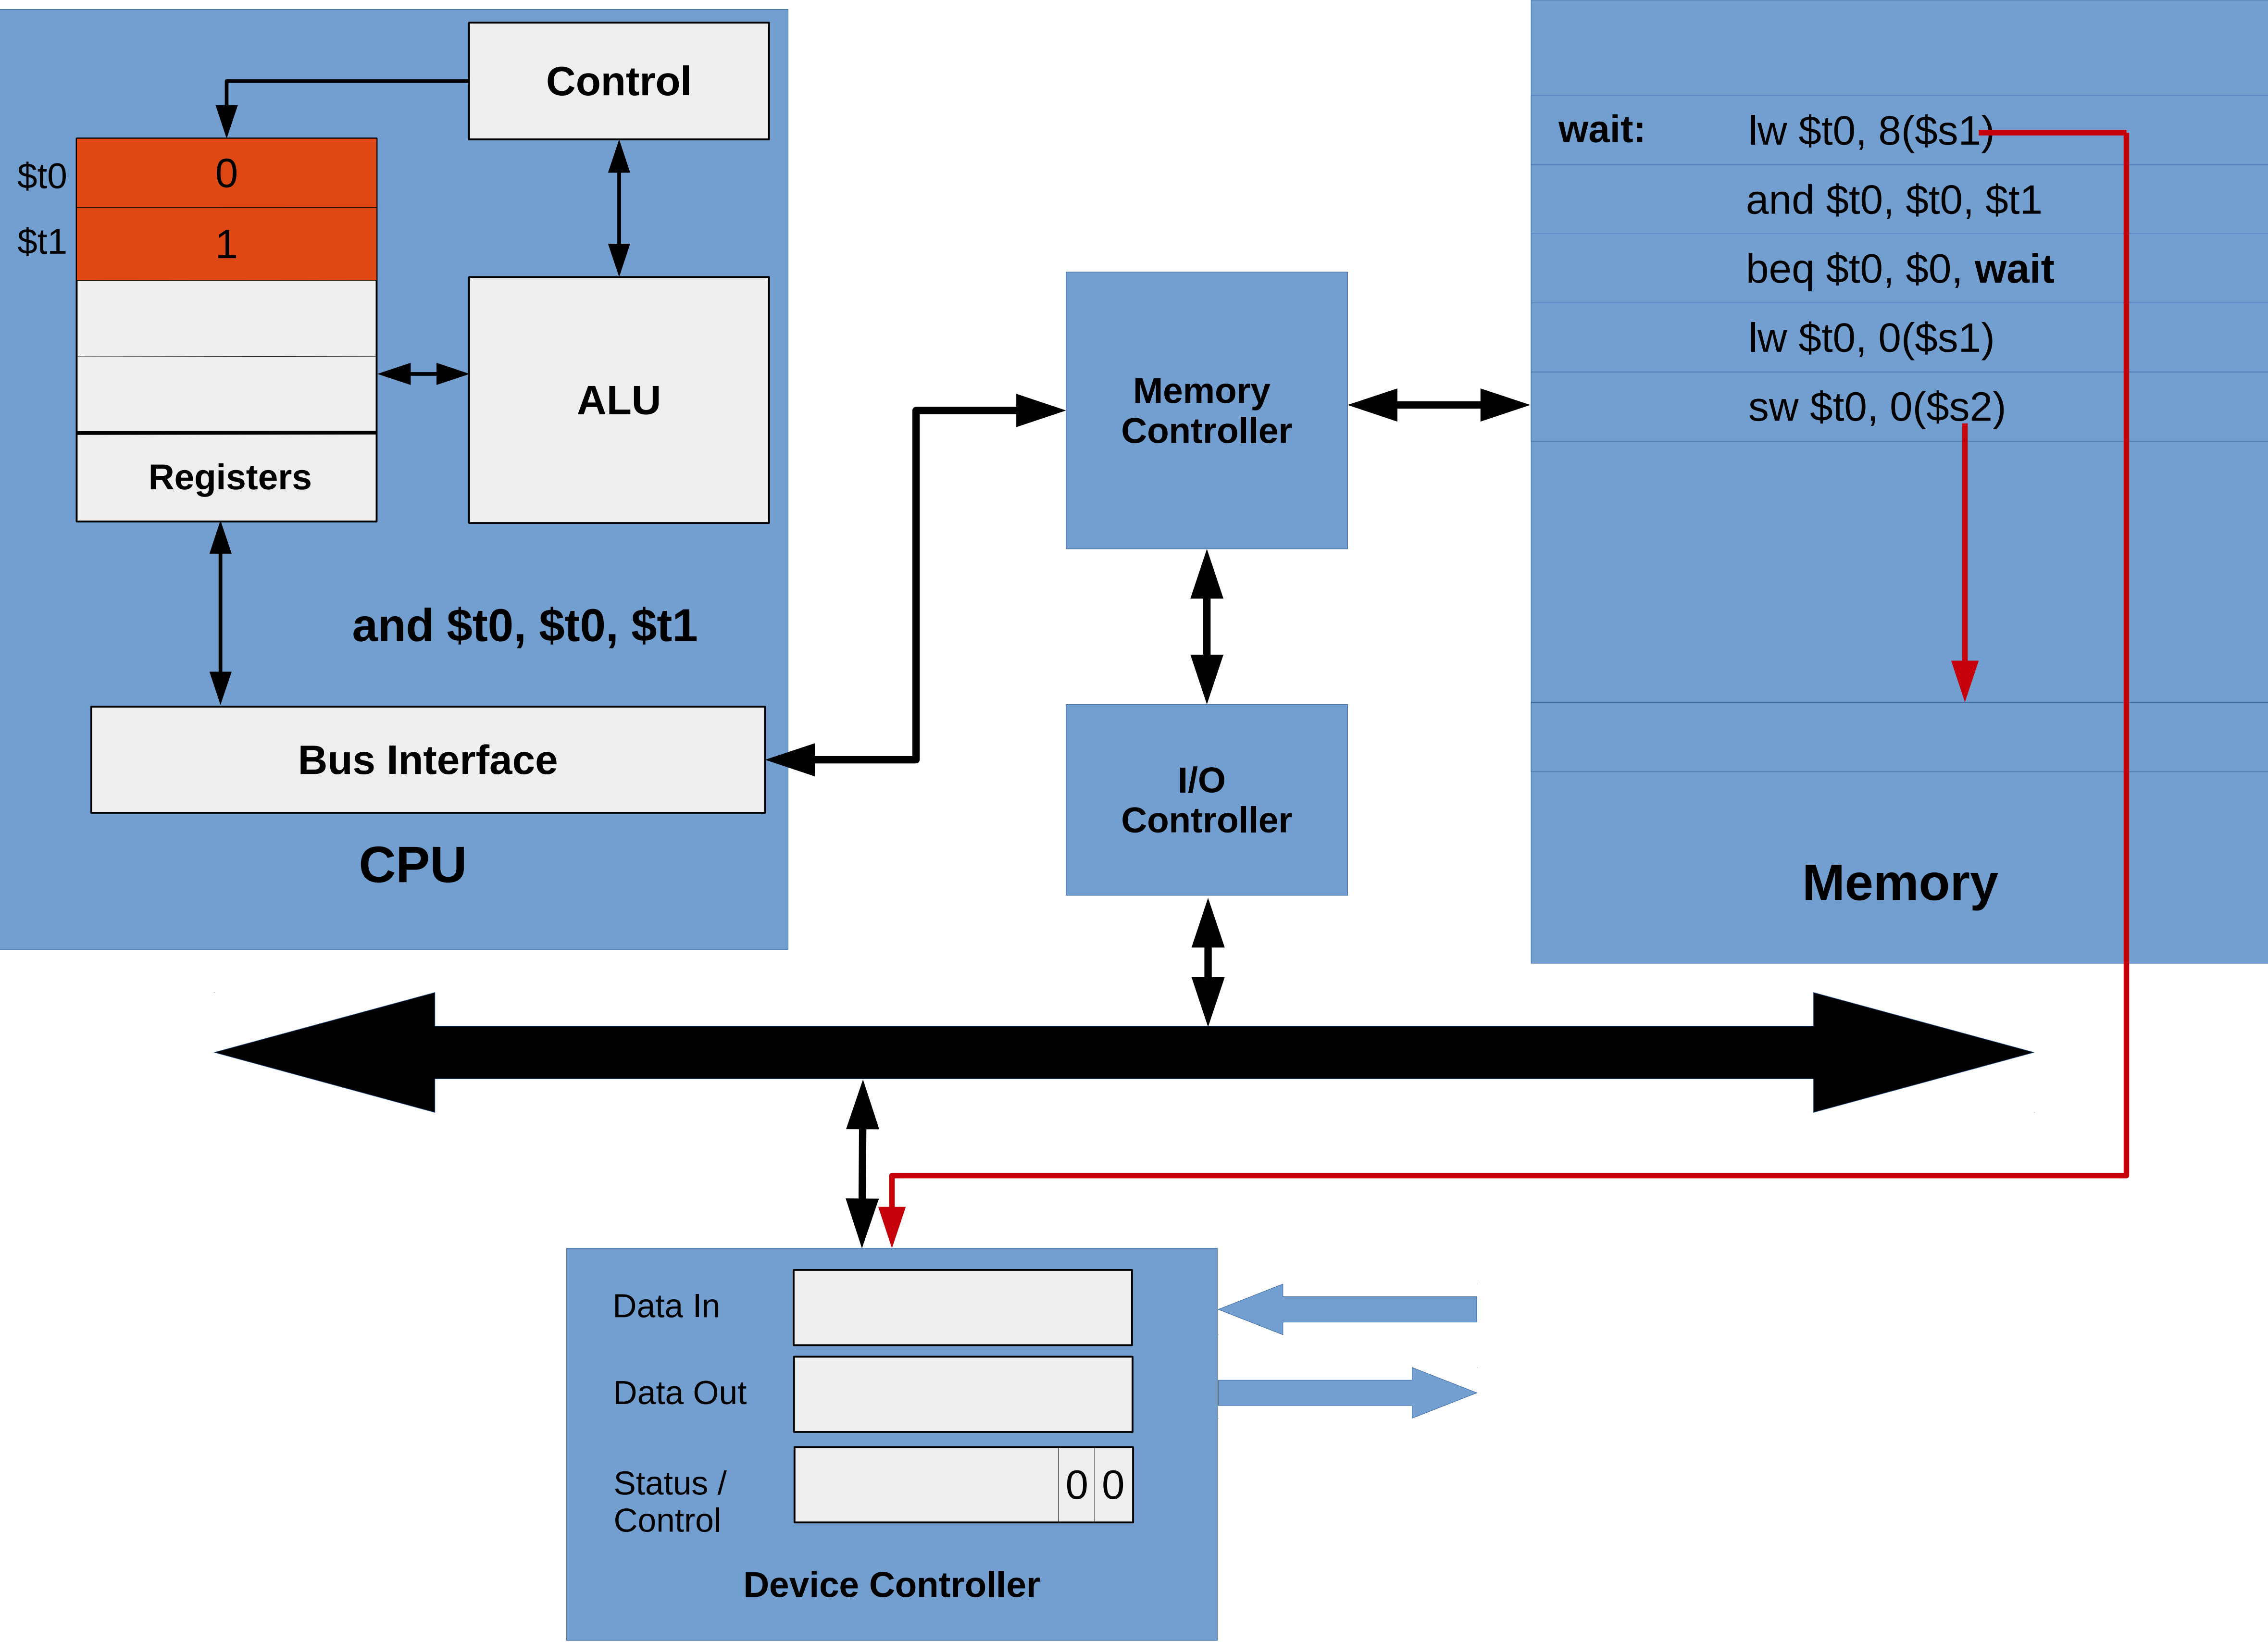 Control
$t0
0
$t1
1
ALU
Registers
and $t0, $t0, $t1
Bus Interface
CPU
Memory
Controller
I/O
Controller
wait: lw $t0, 8($s1)
and $t0, $t0, $t1
beq $t0, $0, wait
lw $t0, 0($s1)
sw $t0, 0($s2)
Memory
Data In
Data Out
Status /
Control
0 0
Device Controller